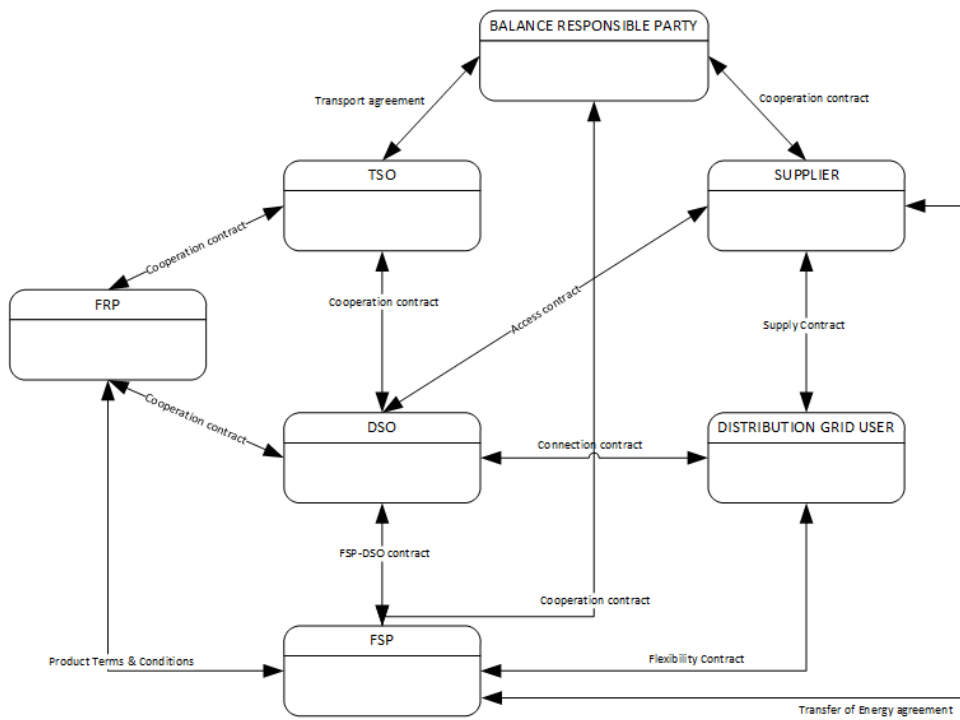 BALANCE RESPONSIBLE PARTY
Transport agreement
Cooperation contract
TSO
SUPPLIER
Cooperation contract
FRP
Cooperation contract
Access contract
Supply Contract
Cooperation contract
DSO
DISTRIBUTION GRID USER
Connection contract
FSP-DSO contract
Cooperation contract
FSP
Product Terms & Conditions
Flexibility Contract
Transfer of Energy agreement